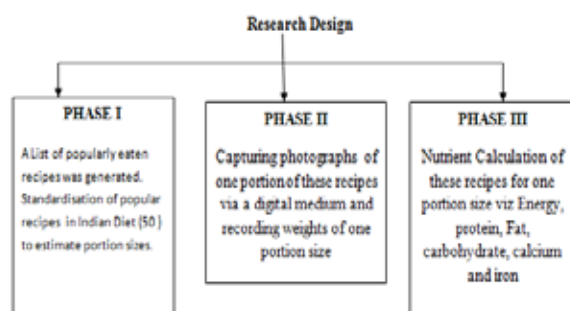 Research Design
PHASE I
A List of popularly eaten
recipes was generated.
Standardisation of popular
recipes in Indian Diet (50 )
to estimate portion sizes.
PHASE II
Capturing photographs of
one portion of these recipes
via a digital medium and
recording weights of one
portion size
PHASE III
Nutrient Calculation of
these recipes for one
portion size viz Energy,
protein, Fat,
carbohydrate, calcium
and iron